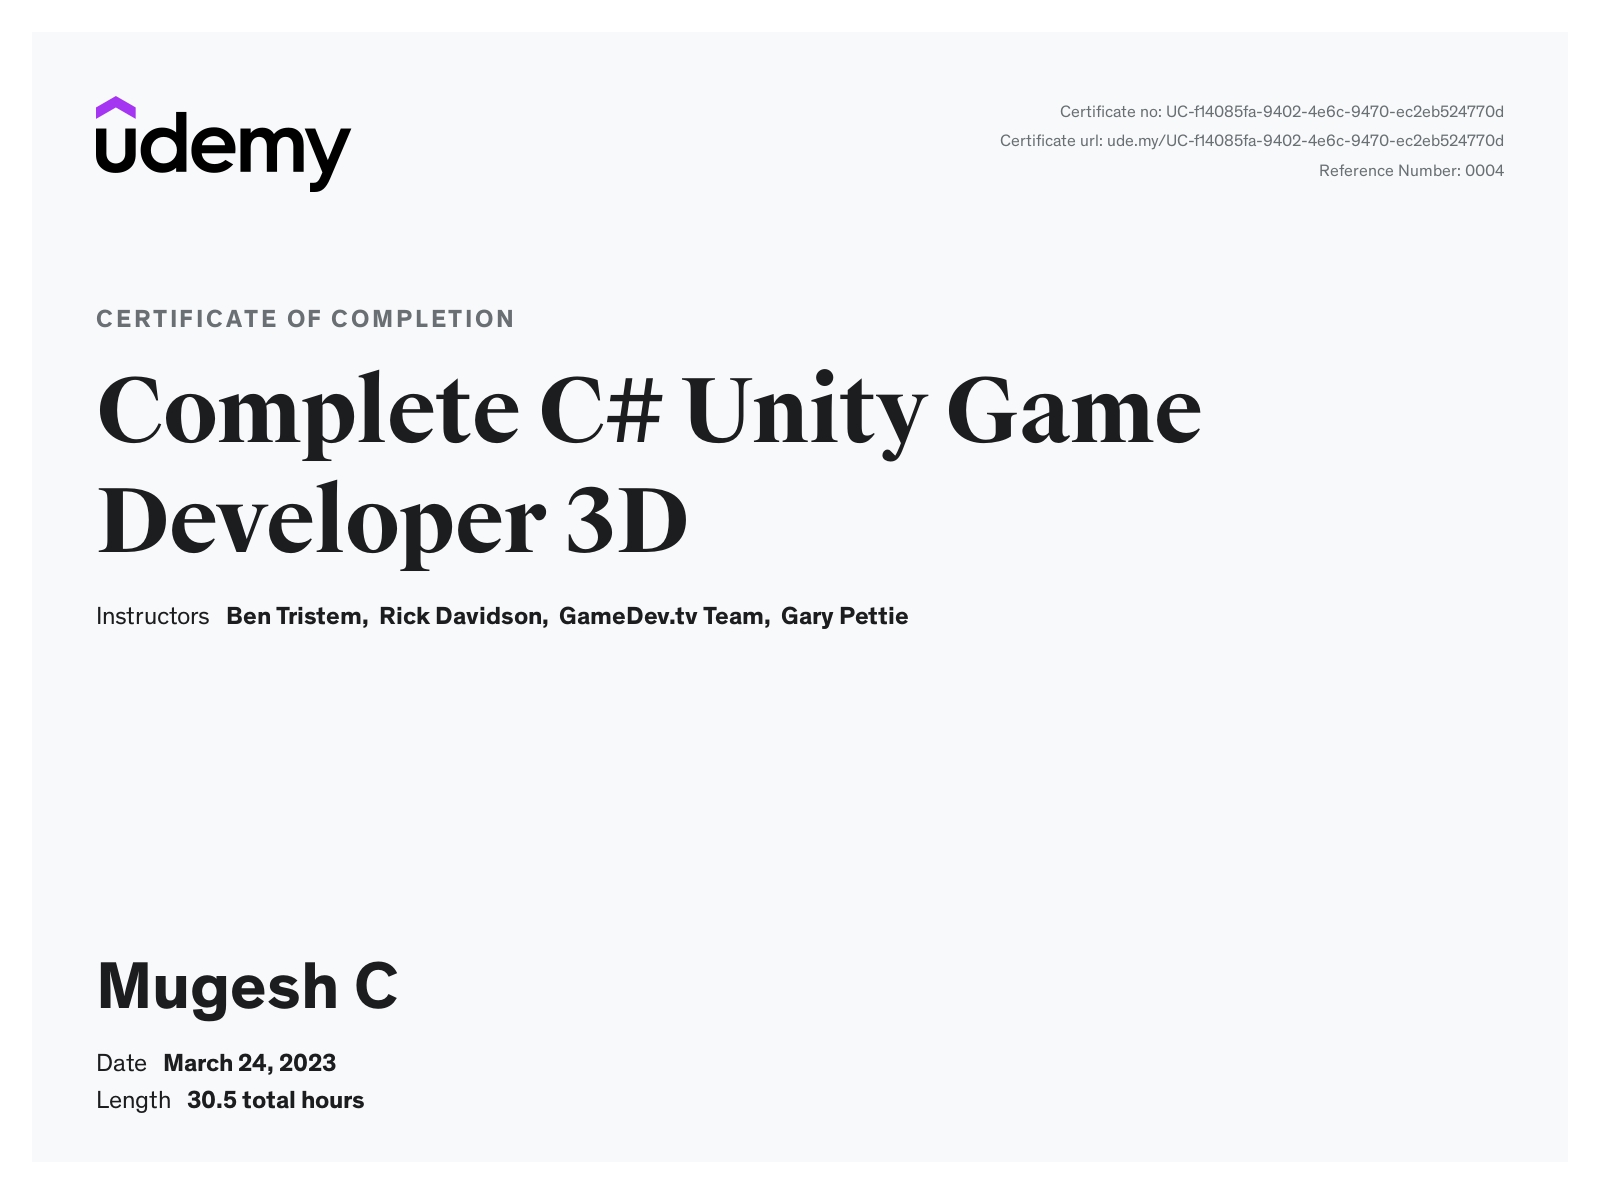 udemy
Certificate no: UC-f14085fa-9402-4e6c-9470-ec2eb524770d
Certificate url: ude.my/UC-f14085fa-9402-4e6c-9470-ec2eb524770d
Reference Number: 0004
CERTIFICATE OF COMPLETION
Complete C# Unity Game
Developer 3D
Instructors Ben Tristem, Rick Davidson, GameDev.tv Team, Gary Pettie
Mugesh C
Date March 24, 2023
Length 30.5 total hours